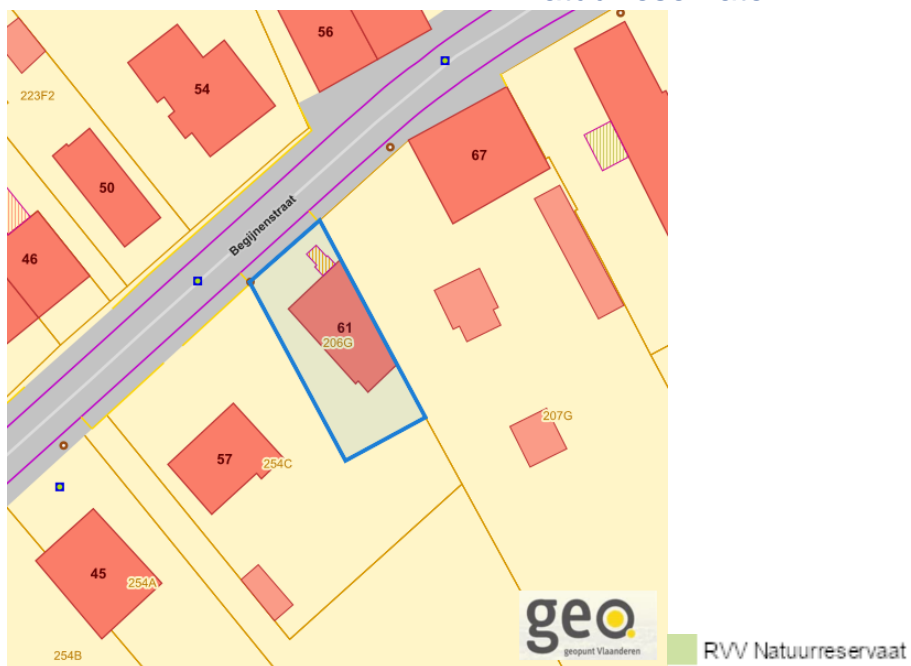 56
54
223F2
67
50
Begijnenstraat
46
61
206G
207G
57
254C
45
254A
geo.
geopunt Vlaanderen
254B
RVV Natuurreservaat